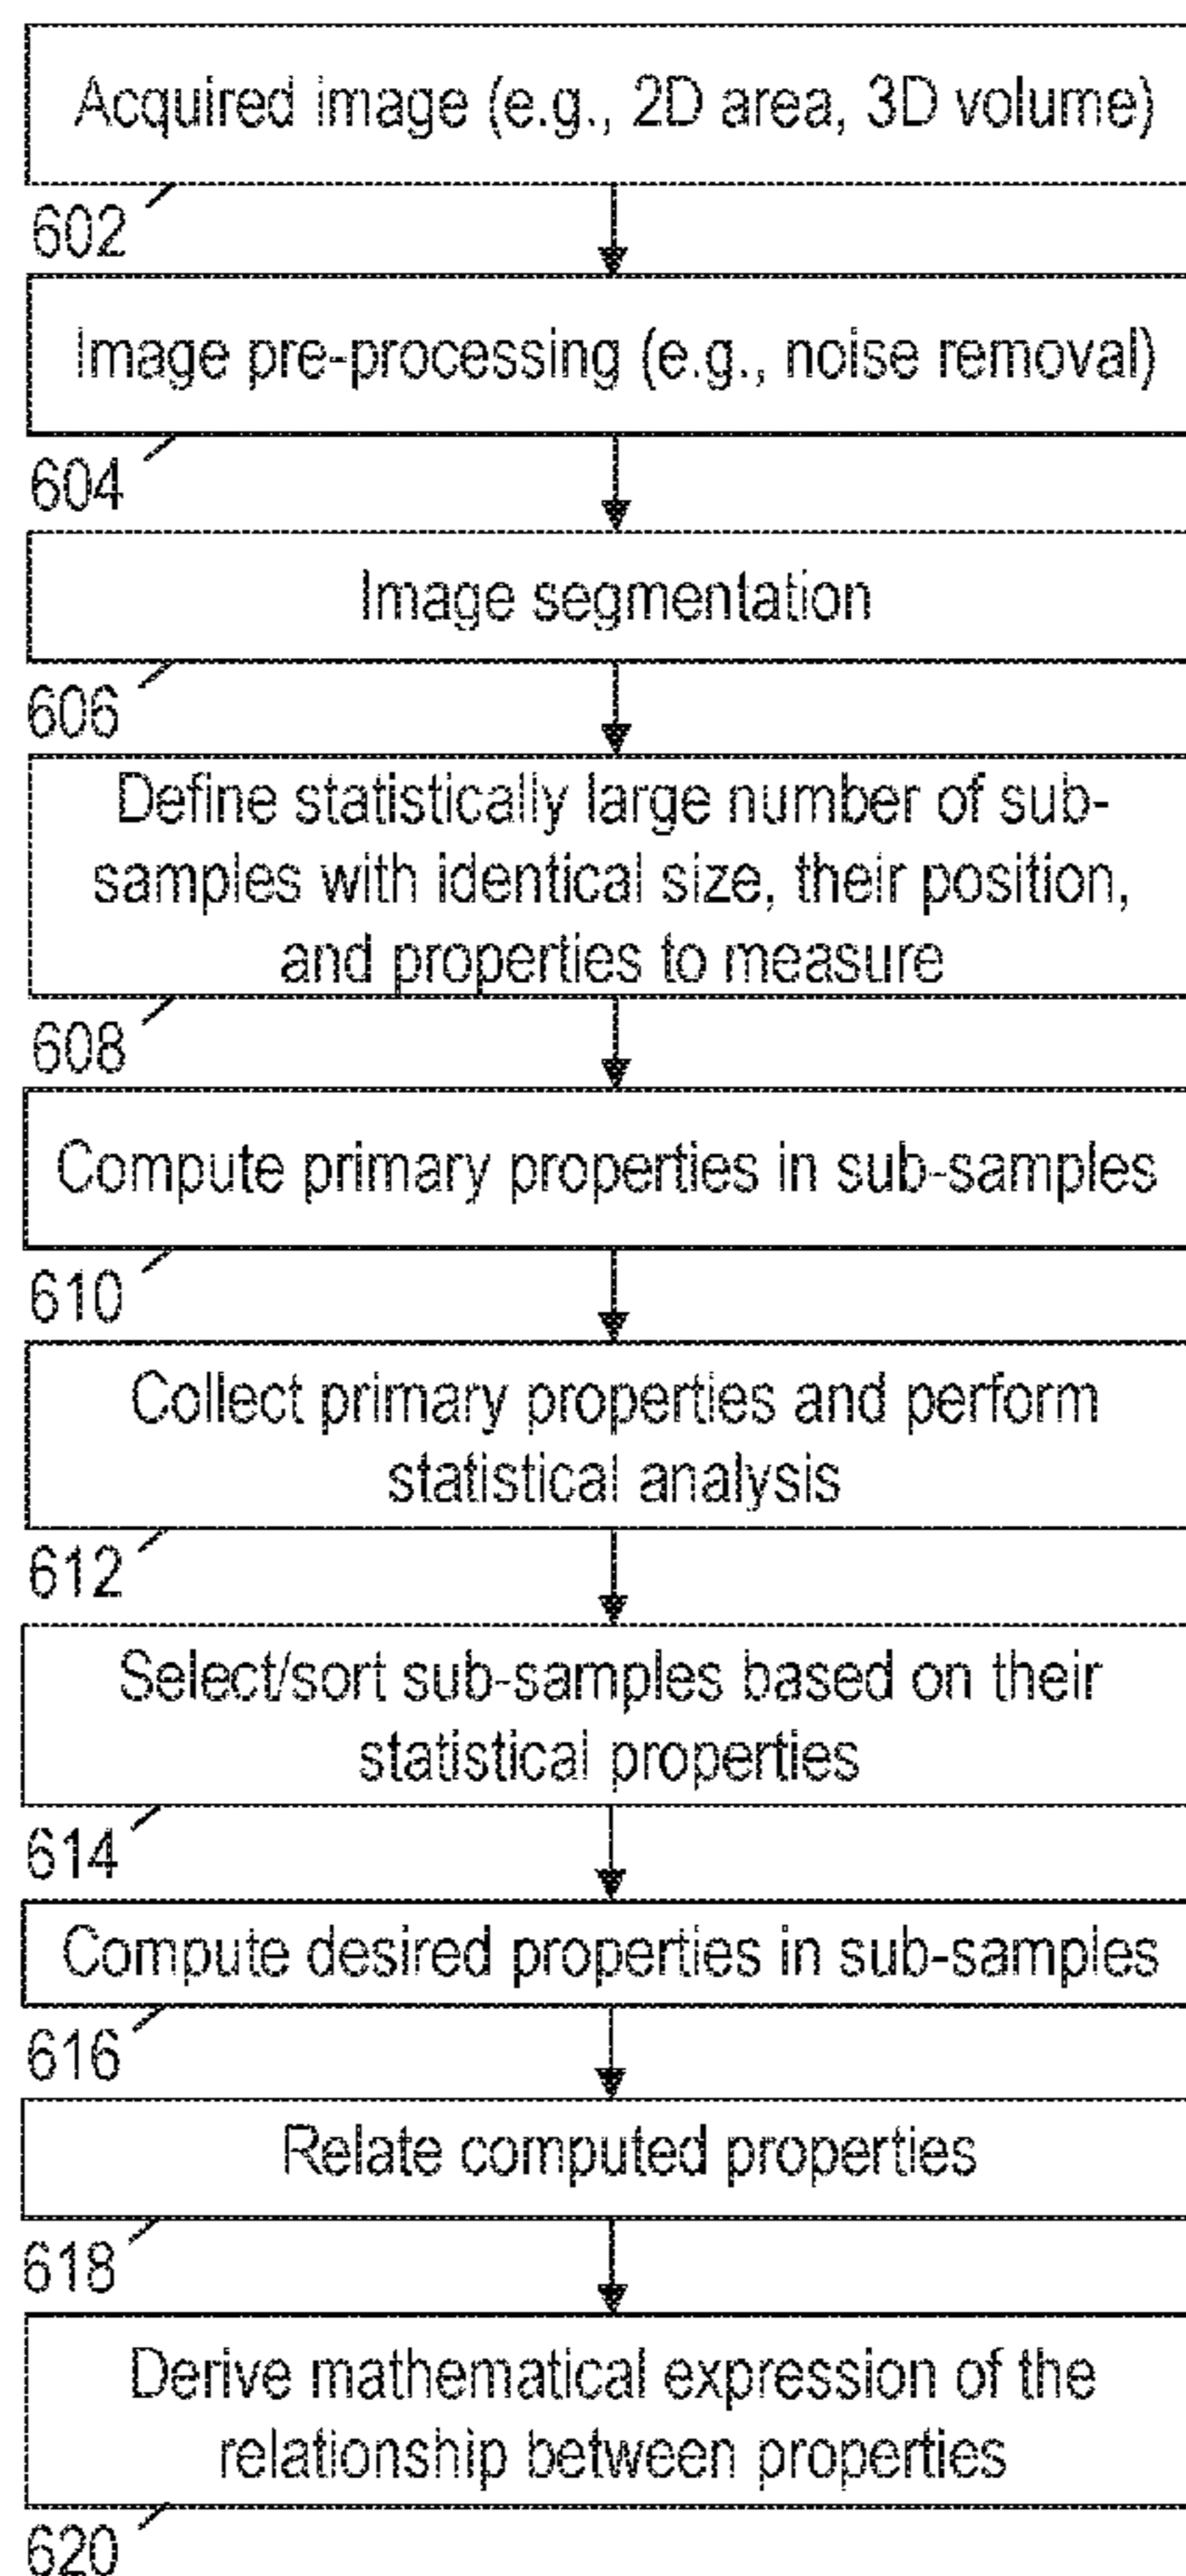 Acquired image (e.g., 2D area, 3D volume)
602
Image pre-processing (e.g., noise removal)
604
Image segmentation
606
Define statistically large number of sub-
samples with identical size, their position,
and properties to measure
608
Compute primary properties in sub-samples
610
Collect primary properties and perform
statistical analysis
612
Select/sort sub-samples based on their
statistical properties
614
Compute desired properties in sub-samples
616
Relate computed properties
618
Derive mathematical expression of the
relationship between properties
620